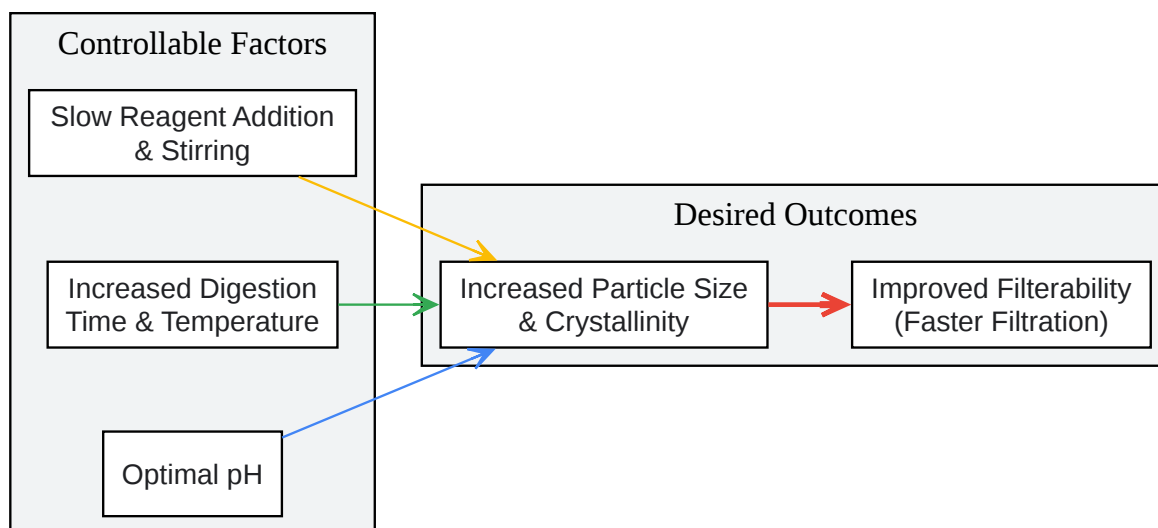 Controllable Factors
Slow Reagent Addition
& Stirring
Increased Digestion
Time & Temperature
Optimal pH
Desired Outcomes
Increased Particle Size
& Crystallinity
Improved Filterability
(Faster Filtration)